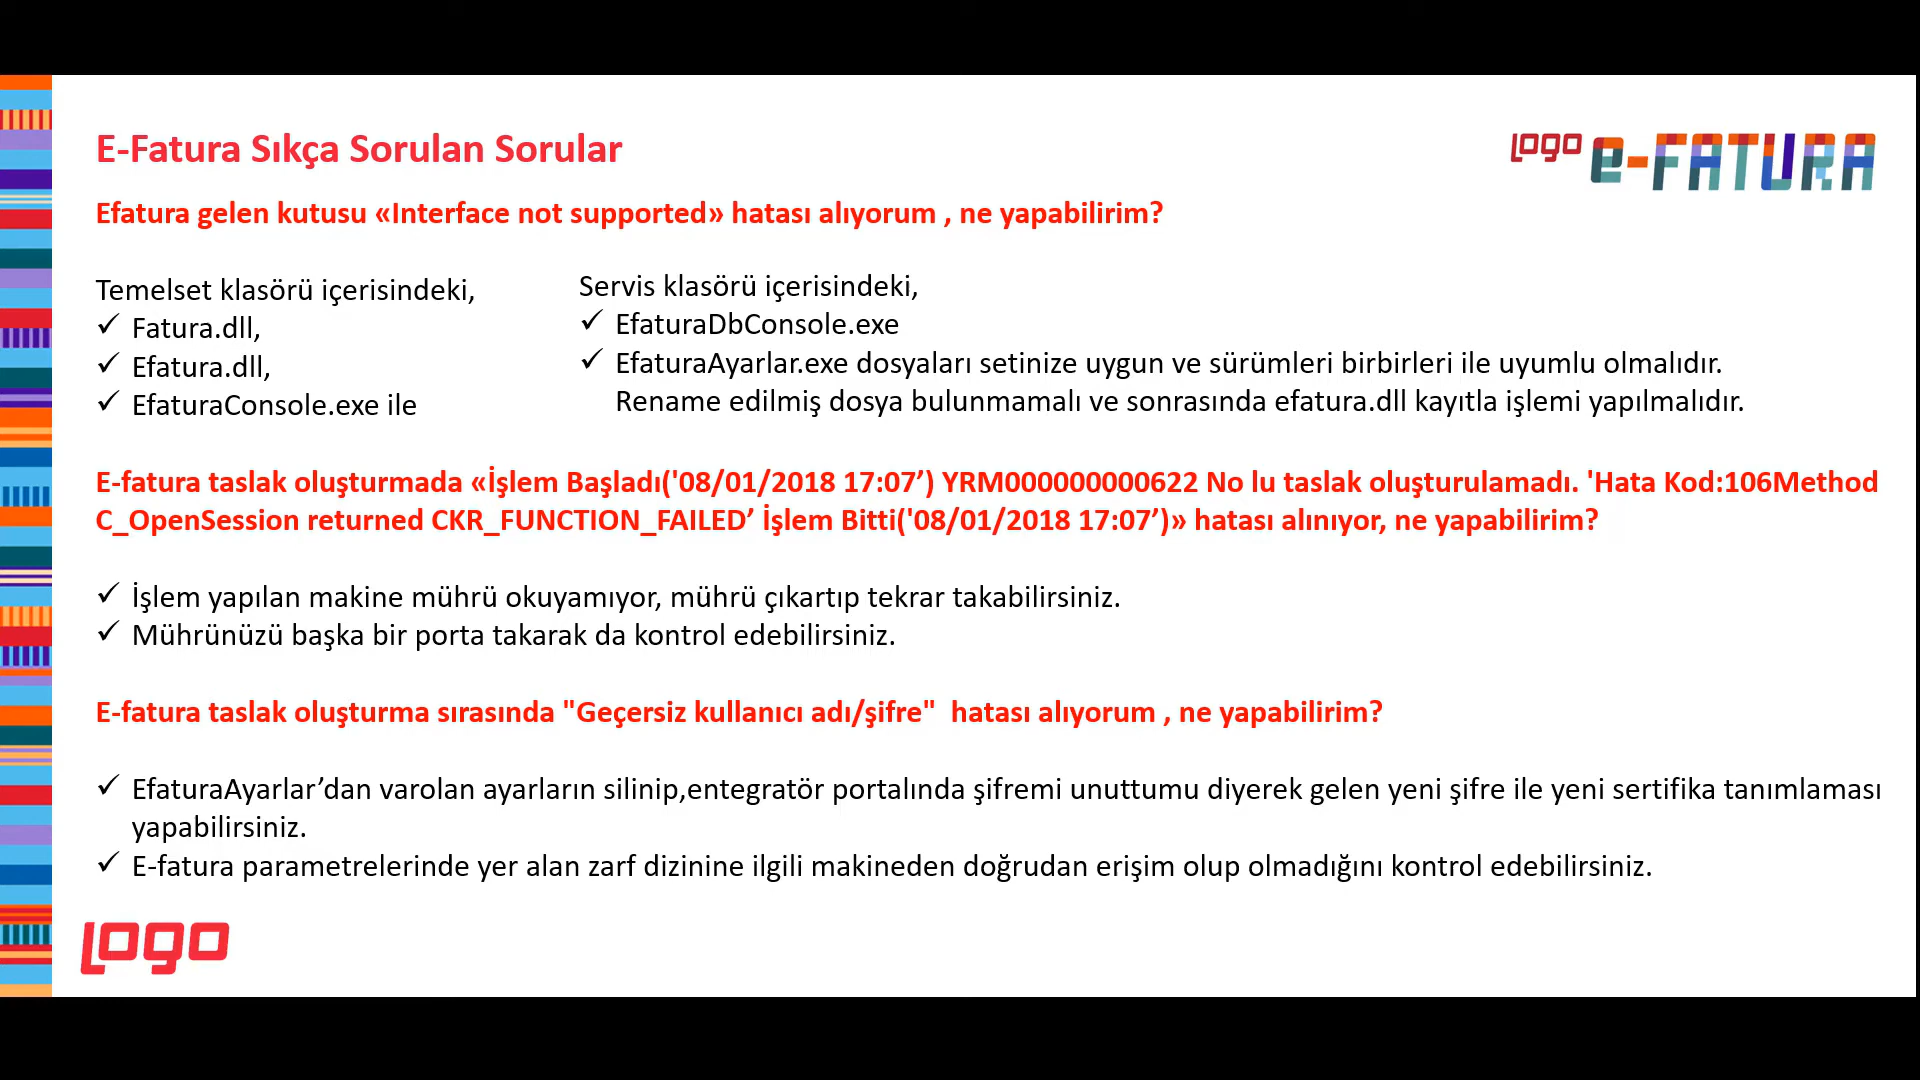 E-Fatura Sıkça Sorulan Sorular
logo e-FATURA
Efatura gelen kutusu «Interface not supported» hatası alıyorum , ne yapabilirim?
Temelset klasörü içerisindeki,
✓ Fatura.dll,
✓ Efatura.dll,
✓ EfaturaConsole.exe ile
Servis klasörü içerisindeki,
✓ EfaturaDbConsole.exe
✓ EfaturaAyarlar.exe dosyaları setinize uygun ve sürümleri birbirleri ile uyumlu olmalıdır.
Rename edilmiş dosya bulunmamalı ve sonrasında efatura.dll kayıtla işlemi yapılmalıdır.
E-fatura taslak oluşturmada «İşlem Başladı('08/01/2018 17:07’) YRM000000000622 No lu taslak oluşturulamadı. 'Hata Kod:106Method
C_OpenSession returned CKR_FUNCTION_FAILED’ İşlem Bitti('08/01/2018 17:07’)» hatası alınıyor, ne yapabilirim?
✓ İşlem yapılan makine mührü okuyamıyor, mührü çıkartıp tekrar takabilirsiniz.
✓ Mührünüzü başka bir porta takarak da kontrol edebilirsiniz.
E-fatura taslak oluşturma sırasında "Geçersiz kullanıcı adı/şifre"  hatası alıyorum , ne yapabilirim?
✓ EfaturaAyarlar’dan varolan ayarların silinip,entegratör portalında şifremi unuttumu diyerek gelen yeni şifre ile yeni sertifika tanımlaması
yapabilirsiniz.
✓ E-fatura parametrelerinde yer alan zarf dizinine ilgili makineden doğrudan erişim olup olmadığını kontrol edebilirsiniz.
logo